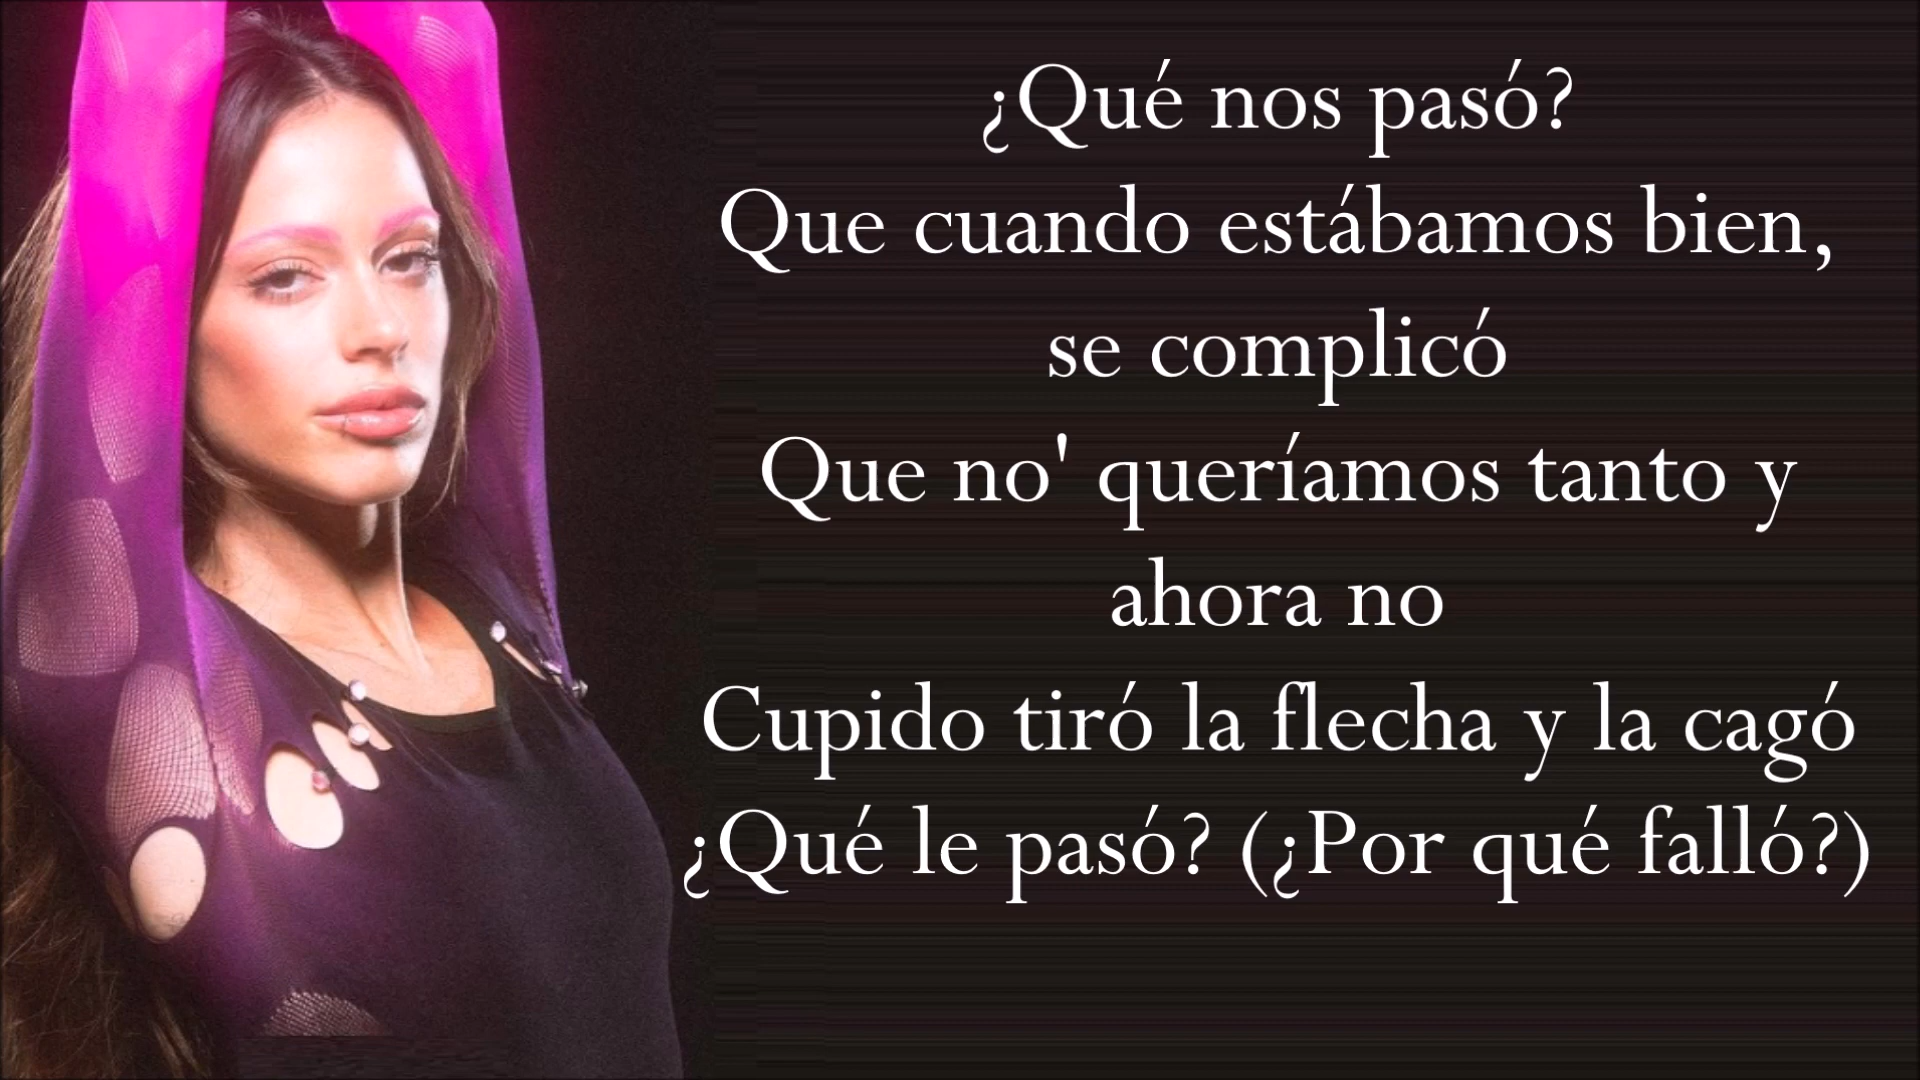 ¿Qué nos pasó?
Que cuando estábamos bien,
se complicó
Que no' queríamos tanto y
ahora no
Cupido tiró la flecha y la cagó
¿Qué le pasó? (¿Por qué falló?)